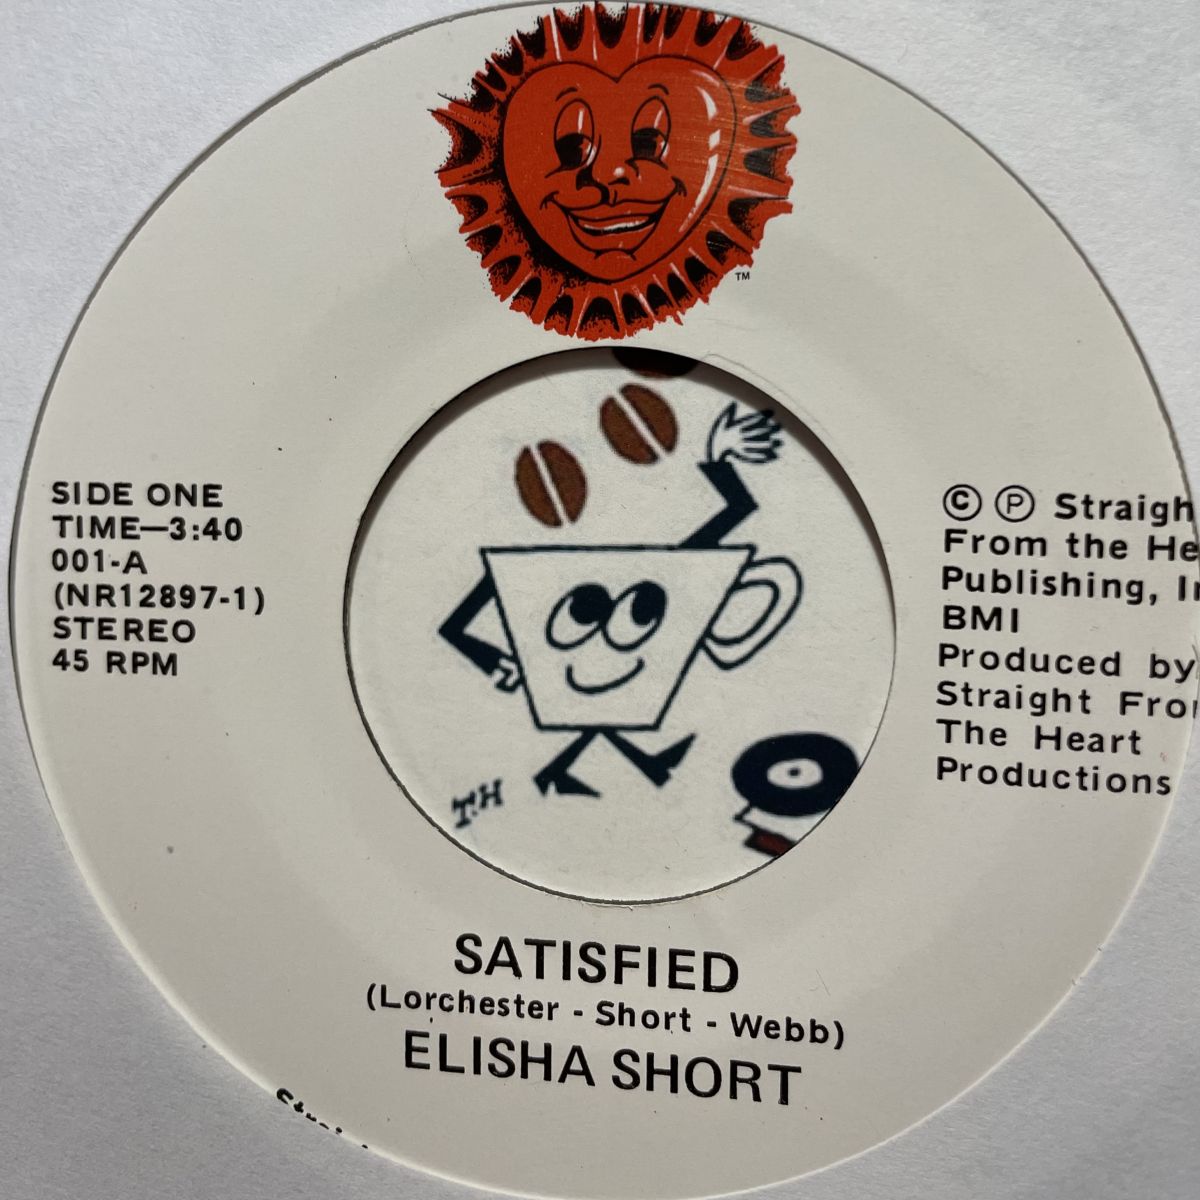 TM
SIDE ONE
TIME—3:40
001-A
(NR12897-1)
STEREO
45 RPM
© Ⓟ Straigh
From the He
Publishing, In
BMI
Produced by
Straight Fro
The Heart
Productions
T.H
SATISFIED
(Lorchester - Short - Webb)
ELISHA SHORT